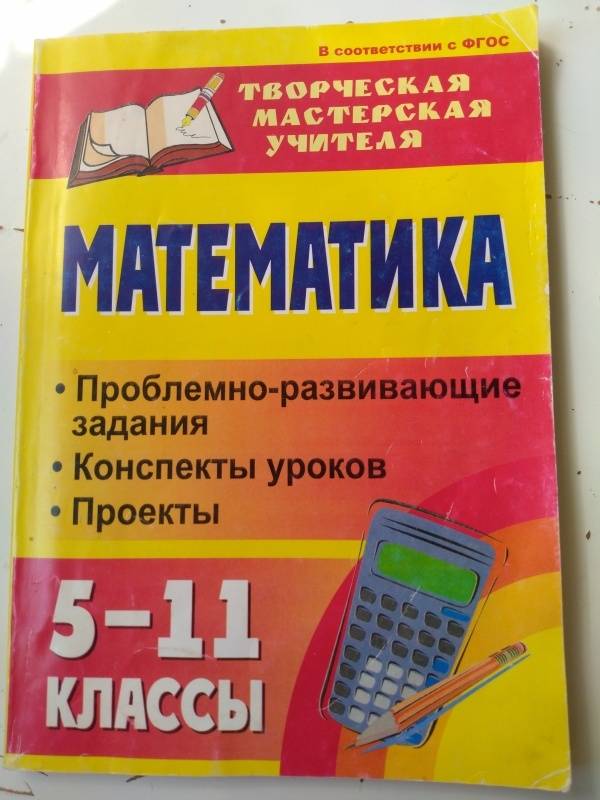 В соответствии с ФГОС
ТВОРЧЕСКАЯ
МАСТЕРСКАЯ
УЧИТЕЛЯ
МАТЕМАТИКА
• Проблемно-развивающие
задания
• Конспекты уроков
• Проекты
5–11
КЛАССЫ